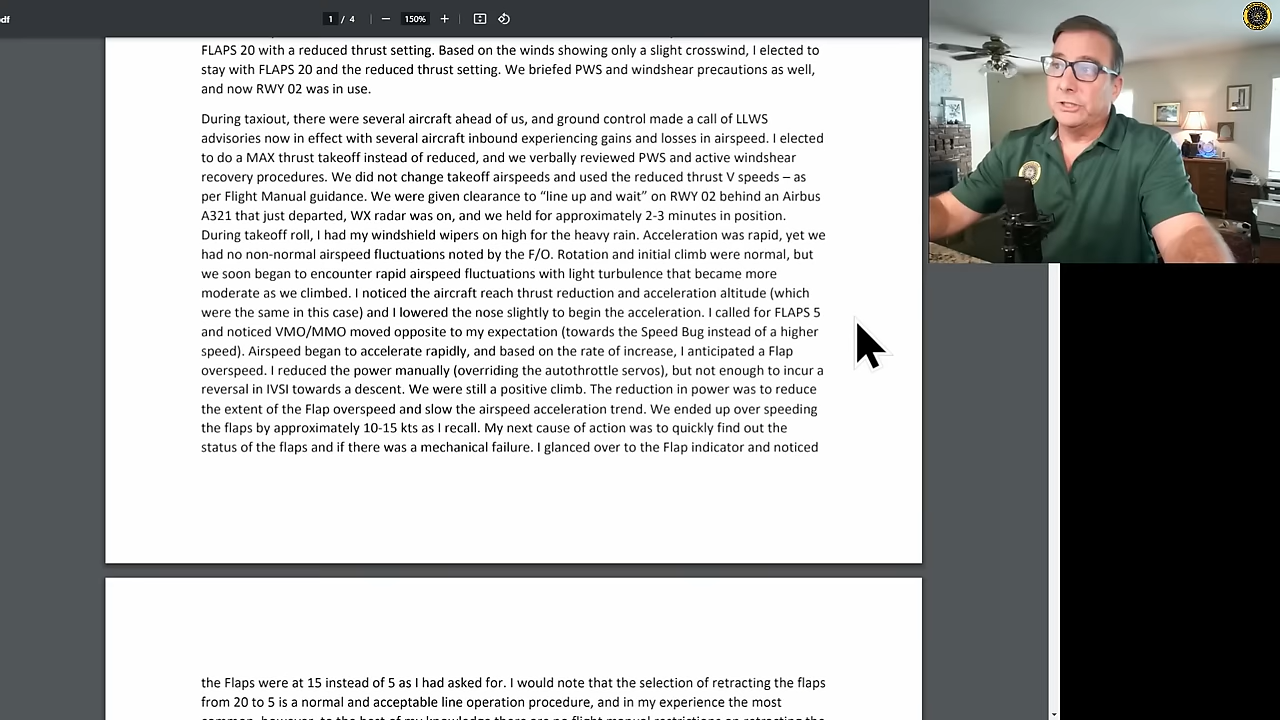 df
1 / 4
150%
FLAPS 20 with a reduced thrust setting. Based on the winds showing only a slight crosswind, I elected to
stay with FLAPS 20 and the reduced thrust setting. We briefed PWS and windshear precautions as well,
and now RWY 02 was in use.
During taxiout, there were several aircraft ahead of us, and ground control made a call of LLWS
advisories now in effect with several aircraft inbound experiencing gains and losses in airspeed. I elected
to do a MAX thrust takeoff instead of reduced, and we verbally reviewed PWS and active windshear
recovery procedures. We did not change takeoff airspeeds and used the reduced thrust V speeds – as
per Flight Manual guidance. We were given clearance to “line up and wait” on RWY 02 behind an Airbus
A321 that just departed, WX radar was on, and we held for approximately 2-3 minutes in position.
During takeoff roll, I had my windshield wipers on high for the heavy rain. Acceleration was rapid, yet we
had no non-normal airspeed fluctuations noted by the F/O. Rotation and initial climb were normal, but
we soon began to encounter rapid airspeed fluctuations with light turbulence that became more
moderate as we climbed. I noticed the aircraft reach thrust reduction and acceleration altitude (which
were the same in this case) and I lowered the nose slightly to begin the acceleration. I called for FLAPS 5
and noticed VMO/MMO moved opposite to my expectation (towards the Speed Bug instead of a higher
speed). Airspeed began to accelerate rapidly, and based on the rate of increase, I anticipated a Flap
overspeed. I reduced the power manually (overriding the autothrottle servos), but not enough to incur a
reversal in IVSI towards a descent. We were still a positive climb. The reduction in power was to reduce
the extent of the Flap overspeed and slow the airspeed acceleration trend. We ended up over speeding
the flaps by approximately 10-15 kts as I recall. My next cause of action was to quickly find out the
status of the flaps and if there was a mechanical failure. I glanced over to the Flap indicator and noticed
the Flaps were at 15 instead of 5 as I had asked for. I would note that the selection of retracting the flaps
from 20 to 5 is a normal and acceptable line operation procedure, and in my experience the most
common, however, to the best of my knowledge there are no flight manual restrictions on retracting the